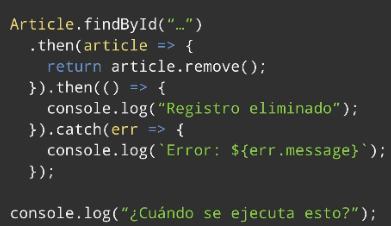 Article.findById(“…”)
.then(article => {
return article.remove();
}).then(() => {
console.log(“Registro eliminado”);
}).catch(err => {
console.log(`Error: ${err.message}`);
});
console.log(“¿Cuándo se ejecuta esto?”);